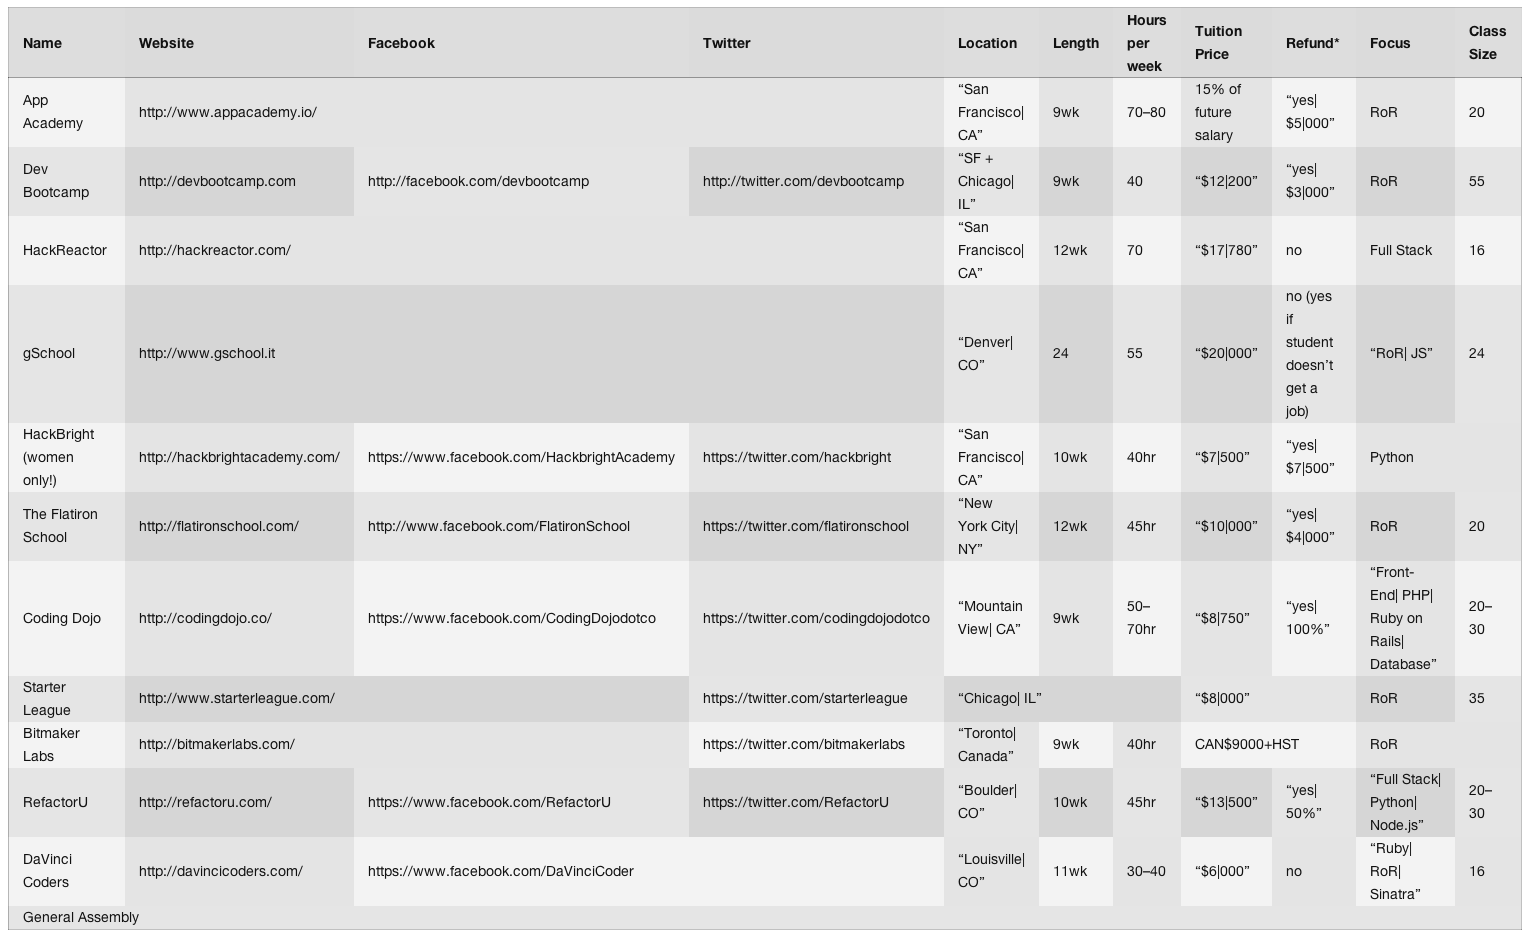 Name Website Facebook Twitter Location Length Hours per week Tuition Price Refund* Focus Class Size
App Academy http://www.appacademy.io/ “San Francisco| CA” 9wk 70–80 15% of future salary “yes| $5|000” RoR 20
Dev Bootcamp http://devbootcamp.com http://facebook.com/devbootcamp http://twitter.com/devbootcamp “SF + Chicago| IL” 9wk 40 “$12|200” “yes| $3|000” RoR 55
HackReactor http://hackreactor.com/ “San Francisco| CA” 12wk 70 “$17|780” no Full Stack 16
gSchool http://www.gschool.it “Denver| CO” 24 55 “$20|000” no (yes if student doesn’t get a job) “RoR| JS” 24
HackBright (women only!) http://hackbrightacademy.com/ https://www.facebook.com/HackbrightAcademy https://twitter.com/hackbright “San Francisco| CA” 10wk 40hr “$7|500” “yes| $7|500” Python
The Flatiron School http://flatironschool.com/ http://www.facebook.com/FlatironSchool https://twitter.com/flatironschool “New York City| NY” 12wk 45hr “$10|000” “yes| $4|000” RoR 20
Coding Dojo http://codingdojo.co/ https://www.facebook.com/CodingDojodotco https://twitter.com/codingdojodotco “Mountain View| CA” 9wk 50–70hr “$8|750” “yes| 100%” “Front-End| PHP| Ruby on Rails| Database” 20–30
Starter League http://www.starterleague.com/ https://twitter.com/starterleague “Chicago| IL” “$8|000” RoR 35
Bitmaker Labs http://bitmakerlabs.com/ https://twitter.com/bitmakerlabs “Toronto| Canada” 9wk 40hr CAN$9000+HST RoR
RefactorU http://refactoru.com/ https://www.facebook.com/RefactorU https://twitter.com/RefactorU “Boulder| CO” 10wk 45hr “$13|500” “yes| 50%” “Full Stack| Python| Node.js” 20–30
DaVinci Coders http://davincicoders.com/ https://www.facebook.com/DaVinciCoder “Louisville| CO” 11wk 30–40 “$6|000” no “Ruby| RoR| Sinatra” 16
General Assembly